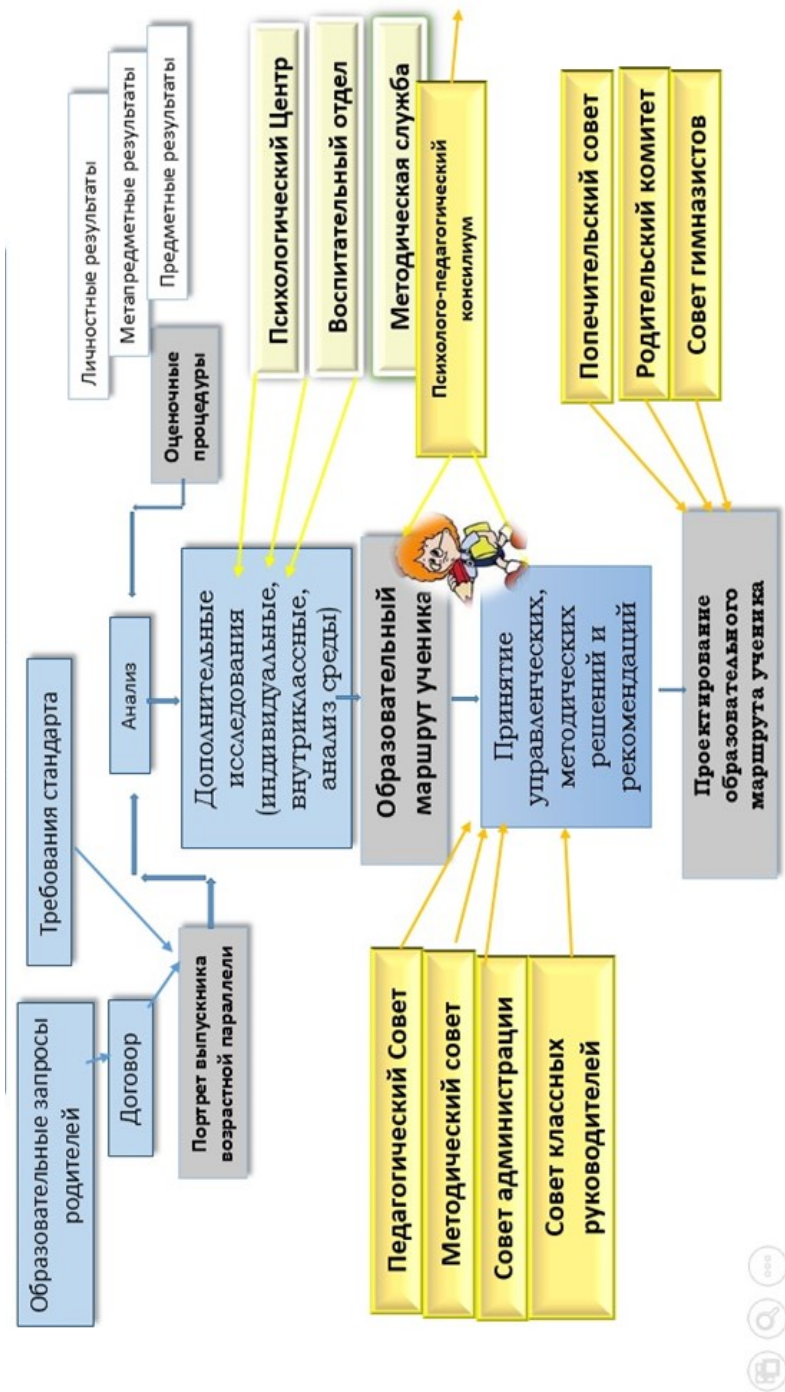 Образовательные запросы
родителей
Требования стандарта
Договор
Портрет выпускника
возрастной параллели
Анализ
Личностные результаты
Метапредметные результаты
Предметные результаты
Оценочные
процедуры
Дополнительные
исследования
(индивидуальные,
внутриклассные,
анализ среды)
Психологический Центр
Воспитательный отдел
Методическая служба
Психолого-педагогический
консилиум
Образовательный
маршрут ученика
Педагогический Совет
Методический совет
Совет администрации
Совет классных
руководителей
Принятие
управленческих,
методических
решений и
рекомендаций
Попечительский совет
Родительский комитет
Совет гимназистов
Проектирование
образовательного
маршрута ученика